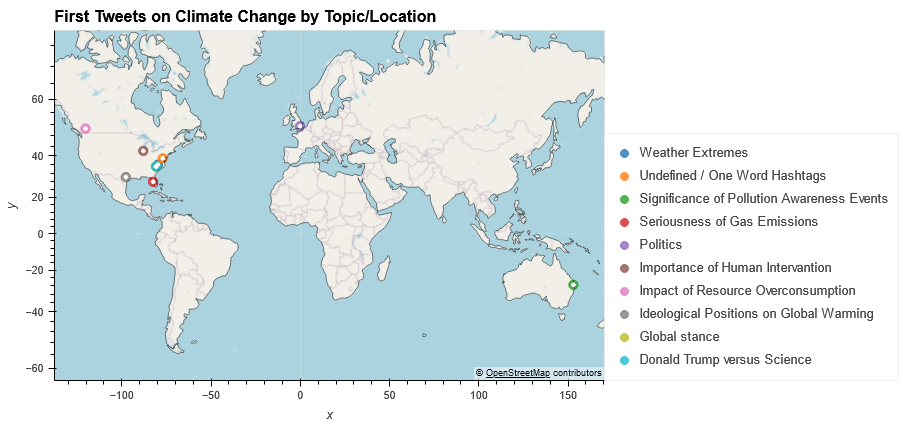 First Tweets on Climate Change by Topic/Location
60
40
20
0
−20
−40
−60
y
−100
−50
0
50
100
150
x
© OpenStreetMap contributors
Weather Extremes
Undefined / One Word Hashtags
Significance of Pollution Awareness Events
Seriousness of Gas Emissions
Politics
Importance of Human Intervantion
Impact of Resource Overconsumption
Ideological Positions on Global Warming
Global stance
Donald Trump versus Science